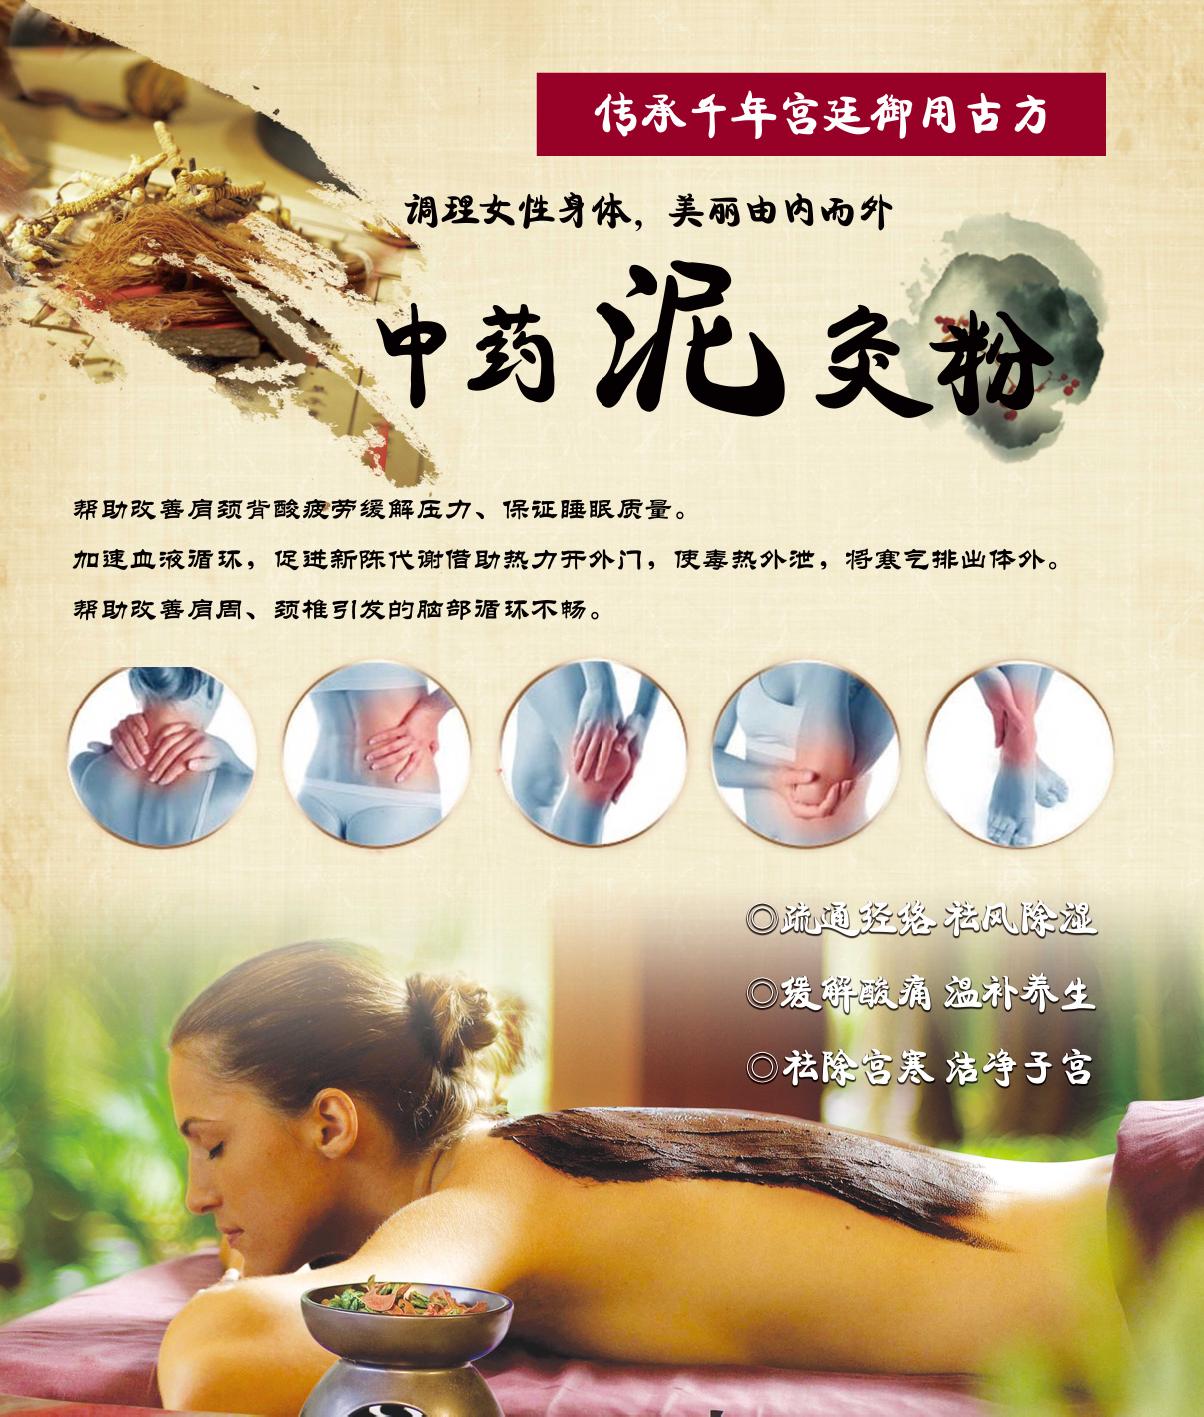 传承千年宫廷御用古方
调理女性身体，美丽由内而外
中药泥灸粉
帮助改善肩颈背酸疲劳缓解压力、保证睡眠质量。
加速血液循环，促进新陈代谢借助热力开外门，使毒热外泄，将寒气排出体外。
帮助改善肩周、颈椎引发的脑部循环不畅。
◎疏通经络 祛风除湿
◎缓解酸痛 温补养生
◎祛除宫寒 洁净子宫